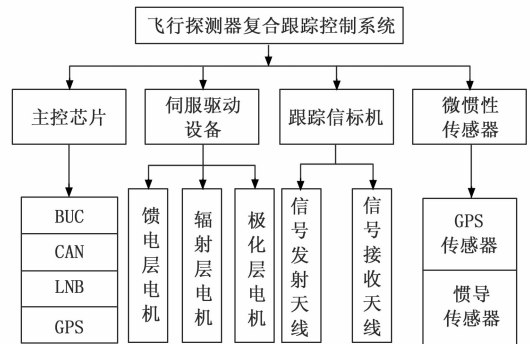 飞行探测器复合跟踪控制系统
主控芯片
伺服驱动
设备
跟踪信标机
微惯性
传感器
BUC
CAN
LNB
GPS
馈电层电机
辐射层电机
极化层电机
信号发射天线
信号接收天线
GPS
传感器
惯导
传感器